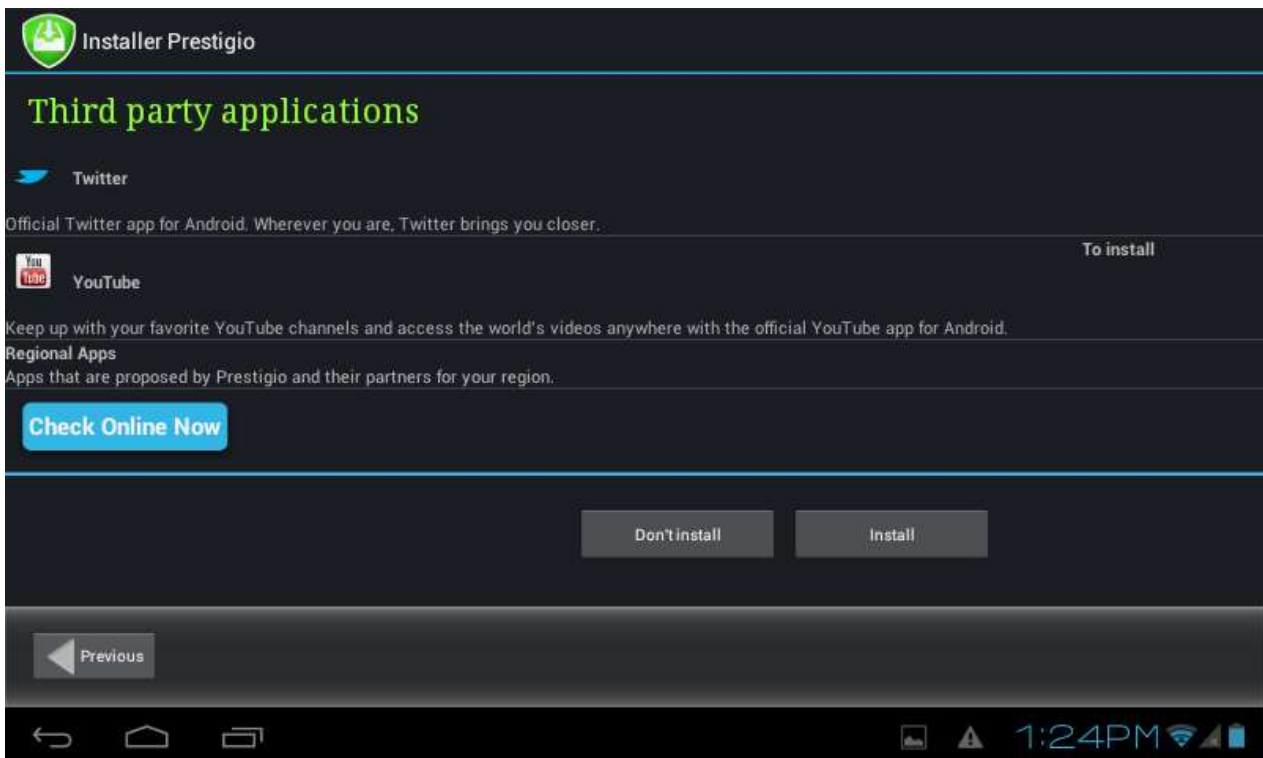 Installer Prestigio
Third party applications
Twitter
Official Twitter app for Android. Wherever you are, Twitter brings you closer.
To install
You
Tube
YouTube
Keep up with your favorite YouTube channels and access the world's videos anywhere with the official YouTube app for Android.
Regional Apps
Apps that are proposed by Prestigio and their partners for your region.
Check Online Now
Don't install
Install
Previous
1:24PM